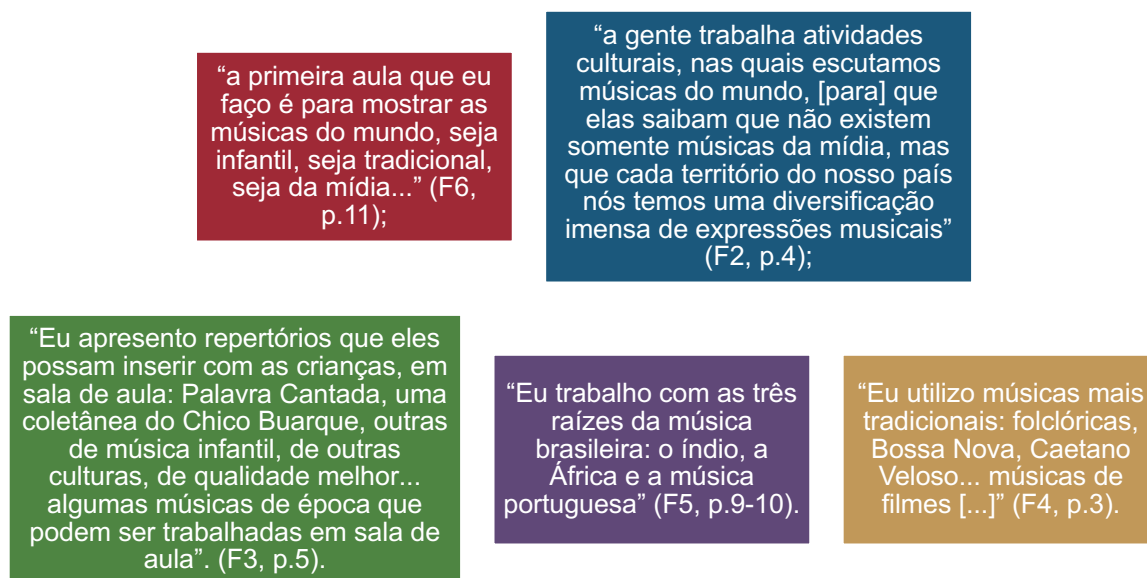 “a primeira aula que eu
faço é para mostrar as
músicas do mundo, seja
infantil, seja tradicional,
seja da mídia...” (F6,
p.11);
“a gente trabalha atividades
culturais, nas quais escutamos
músicas do mundo, [para] que
elas saibam que não existem
somente músicas da mídia, mas
que cada território do nosso país
nós temos uma diversificação
imensa de expressões musicais”
(F2, p.4);
“Eu apresento repertórios que eles
possam inserir com as crianças, em
sala de aula: Palavra Cantada, uma
coletânea do Chico Buarque, outras
de música infantil, de outras
culturas, de qualidade melhor...
algumas músicas de época que
podem ser trabalhadas em sala de
aula”. (F3, p.5).
“Eu trabalho com as três
raízes da música
brasileira: o índio, a
África e a música
portuguesa” (F5, p.9-10).
“Eu utilizo músicas mais
tradicionais: folclóricas,
Bossa Nova, Caetano
Veloso... músicas de
filmes [...]” (F4, p.3).